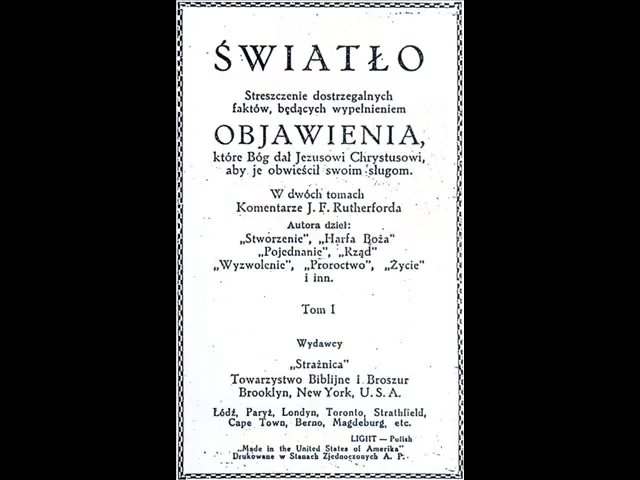 ŚWIATŁO
Streszczenie dostrzegalnych
faktów, będących wypełnieniem
OBJAWIENIA,
które Bóg dał Jezusowi Chrystusowi,
aby je obwieścił swoim sługom.
W dwóch tomach
Komentarze J. F. Rutherforda
Autora dzieł:
„Stworzenie", „Harfa Boża"
„Pojednanie", „Rząd"
„Wyzwolenie", „Proroctwo", „Życie"
i inn.
Tom I
Wydawcy
„Strażnica"
Towarzystwo Biblijne i Broszur
Brooklyn, New York, U. S. A.
Łódź, Paryż, Londyn, Toronto, Strathfield,
Cape Town, Berno, Magdeburg, etc.
LIGHT — Polish
„Made in the United States of Amerika"
Drukowane w Stanach Zjednoczonych A. P.